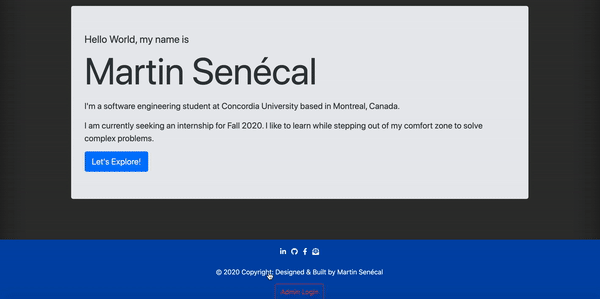 Hello World, my name is
Martin Senécal
I'm a software engineering student at Concordia University based in Montreal, Canada.
I am currently seeking an internship for Fall 2020. I like to learn while stepping out of my comfort zone to solve
complex problems.
Let's Explore!
© 2020 Copyright: Designed & Built by Martin Senécal
Admin Login